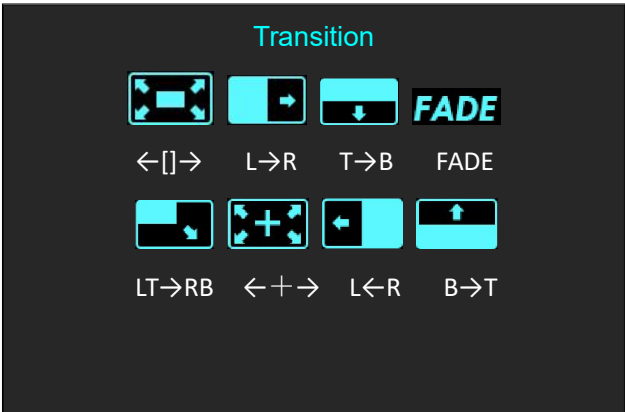 Transition
FADE
←[]→ L→R T→B FADE
LT→RB ←+→ L←R B→T